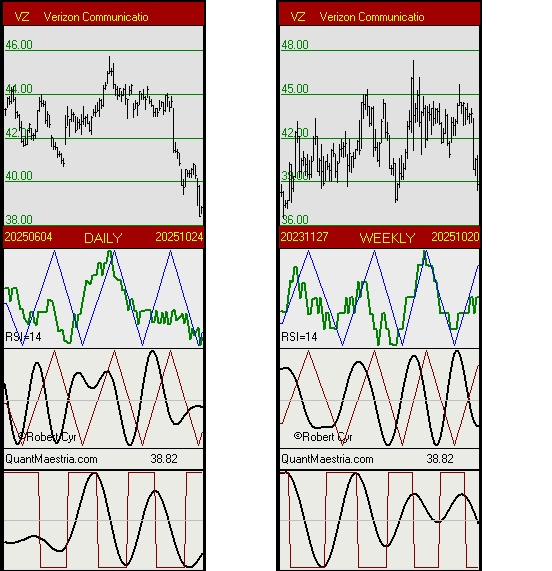 VZ Verizon Communicatio
46.00
44.00
42.00
40.00
38.00
20250604 DAILY 20251024
RSI=14
©Robert Cyr
QuantMaestria.com 38.82
VZ Verizon Communicatio
48.00
45.00
42.00
39.00
36.00
20231127 WEEKLY 20251020
RSI=14
©Robert Cyr
QuantMaestria.com 38.82